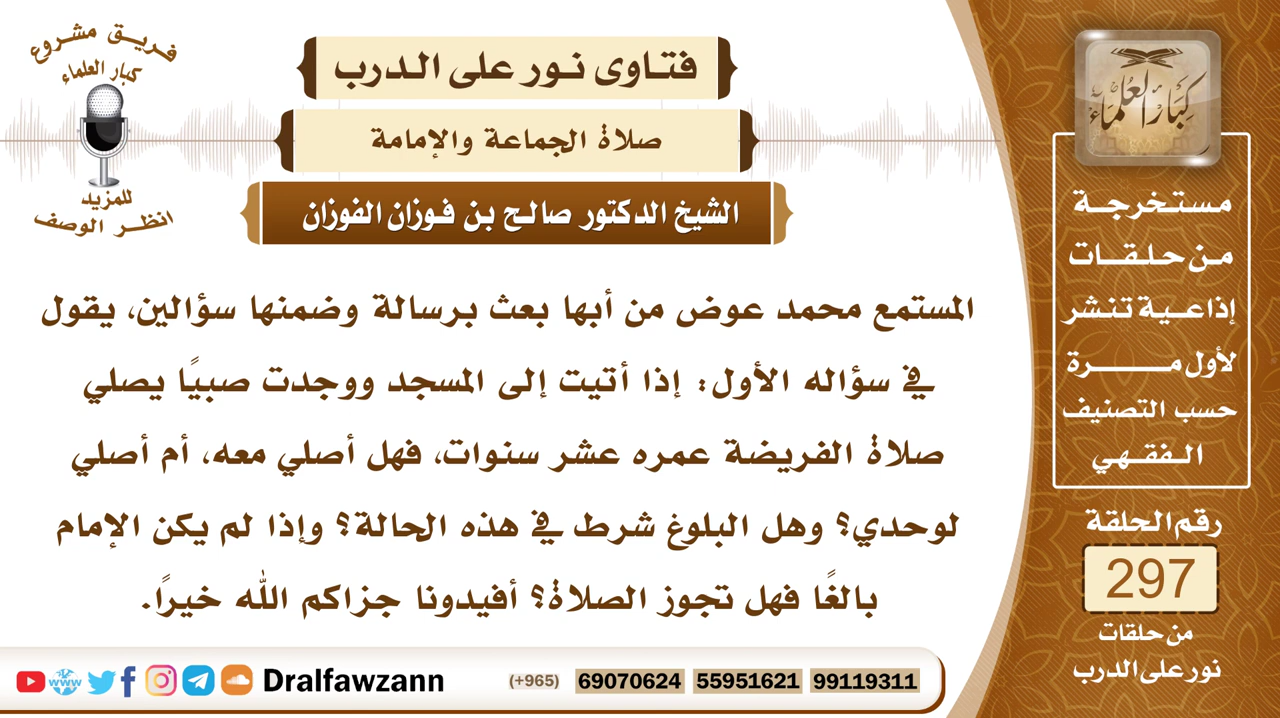 فريق مشروع
كبار العلماء
للمزيد
انظر الوصف
فتاوى نور على الدرب
صلاة الجماعة والإمامة
الشيخ الدكتور صالح بن فوزان الفوزان
المستمع محمد عوض من أبها بعث برسالة وضمنها سؤالين، يقول
في سؤاله الأول: إذا أتيت إلى المسجد ووجدت صبيًا يصلي
صلاة الفريضة عمره عشر سنوات، فهل أصلي معه، أم أصلي
لوحدي؟ وهل البلوغ شرط في هذه الحالة؟ وإذا لم يكن الإمام
بالغًا فهل تجوز الصلاة؟ أفيدونا جزاكم الله خيرًا.
كبار العلماء
مستخرجة
من حلقات
إذاعية تنشر
لأول مرة
حسب التصنيف
الفقهي
رقم الحلقة
297
من حلقات
نور على الدرب
www Dralfawzann (+965) 69070624 55951621 99119311